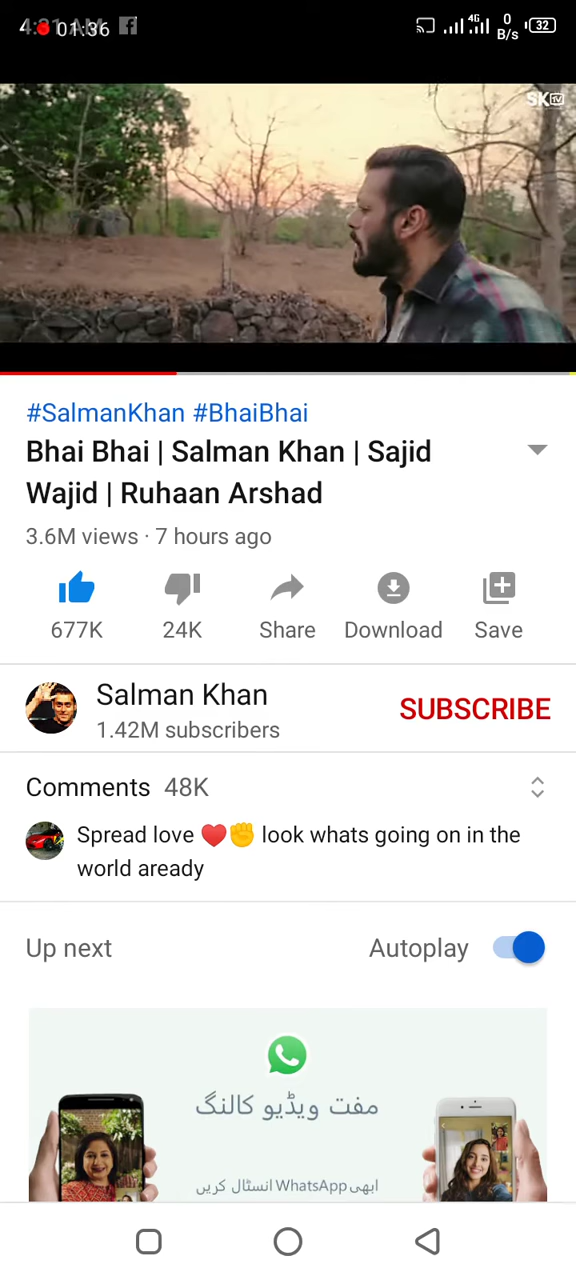 01:36
4G
0
B/s
32
SK TV
#SalmanKhan #BhaiBhai
Bhai Bhai | Salman Khan | Sajid
Wajid | Ruhaan Arshad
3.6M views · 7 hours ago
677K
24K
Share
Download
Save
Salman Khan
1.42M subscribers
SUBSCRIBE
Comments 48K
Spread love ❤️✊ look whats going on in the
world aready
Up next
Autoplay
مفت ویڈیو کالنگ
ابھی WhatsApp انسٹال کریں